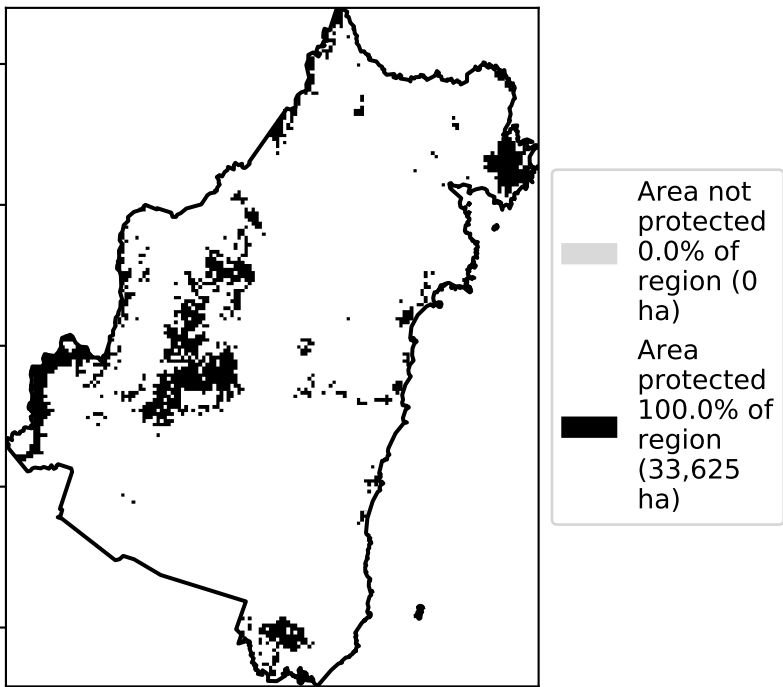 Area not
protected
0.0% of
region (0
ha)
Area
protected
100.0% of
region
(33,625
ha)